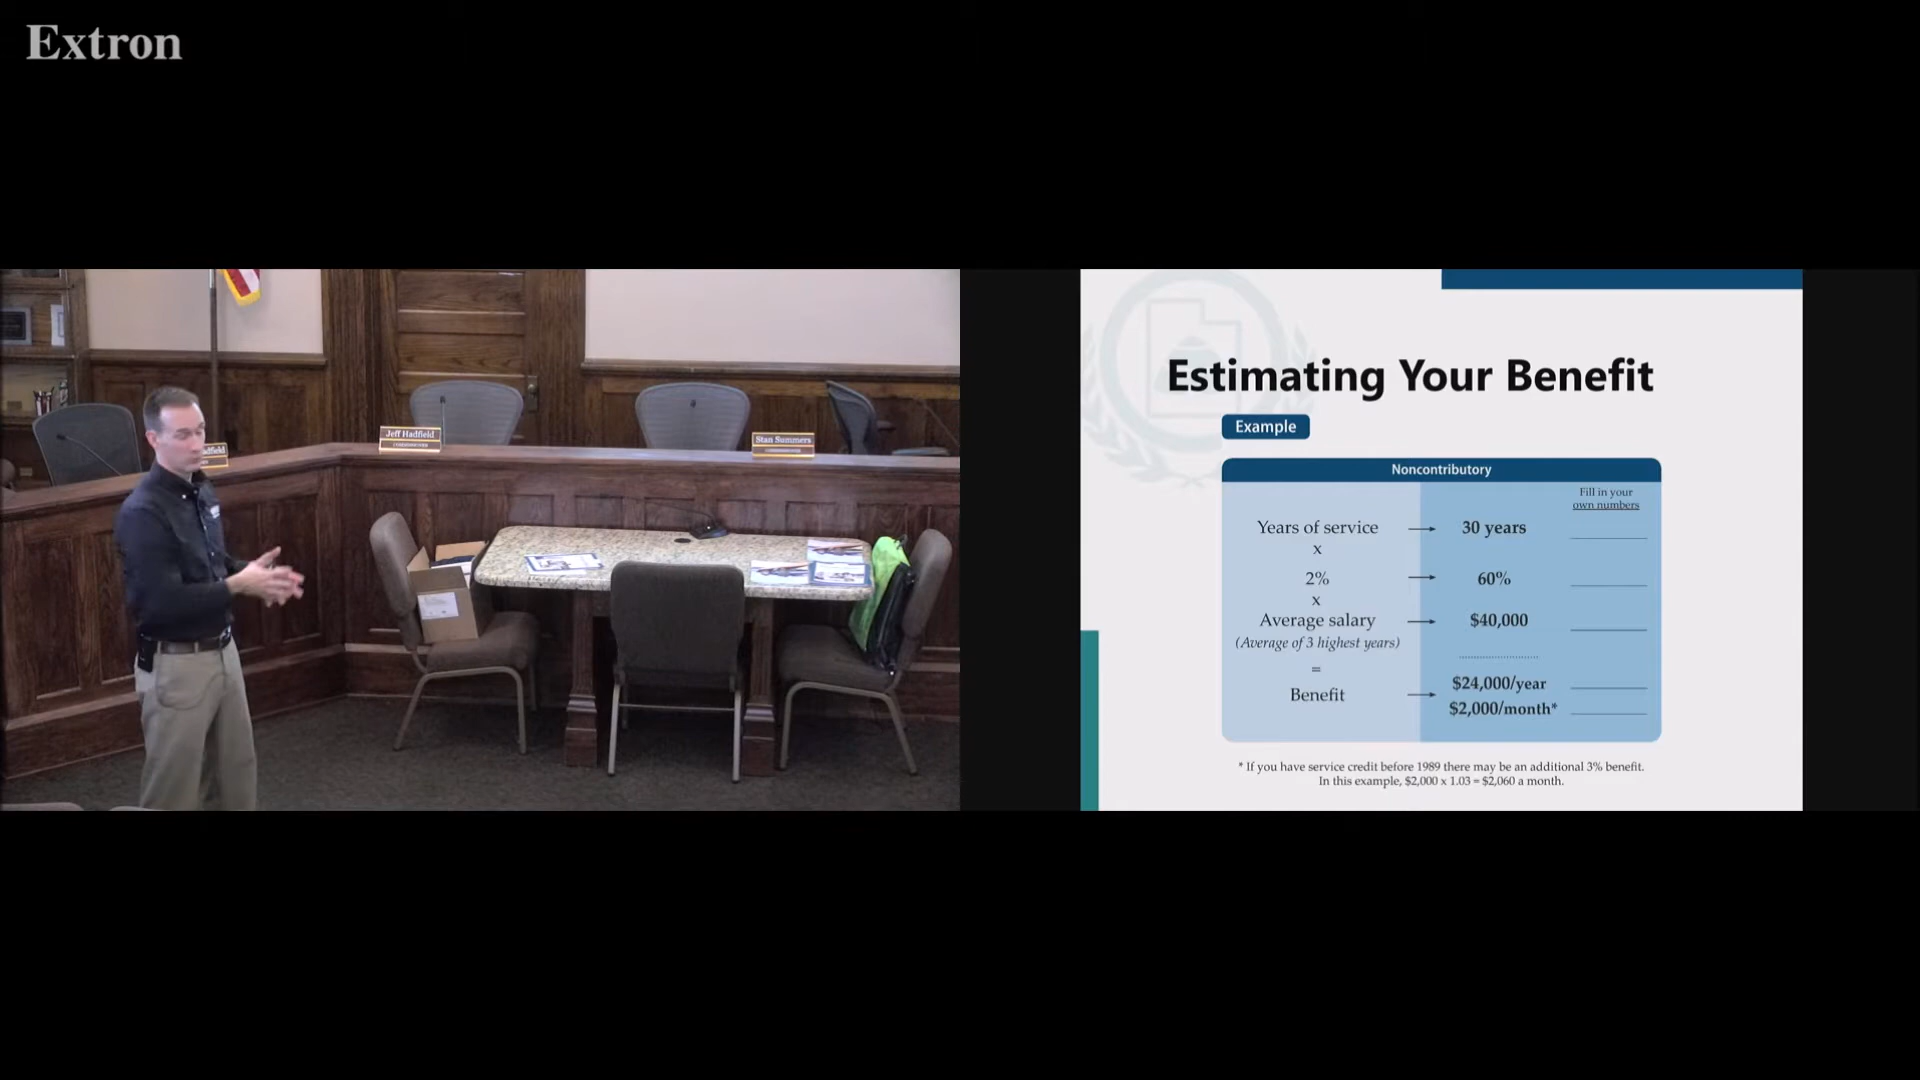 Extron
Jeff Hadfield
COMMISSIONER
Stan Summers
COMMISSIONER
Estimating Your Benefit
Example
Noncontributory
Fill in your
own numbers
Years of service → 30 years
x
2% → 60%
x
Average salary → $40,000
(Average of 3 highest years)
=
Benefit → $24,000/year
$2,000/month*
* If you have service credit before 1989 there may be an additional 3% benefit.
In this example, $2,000 x 1.03 = $2,060 a month.